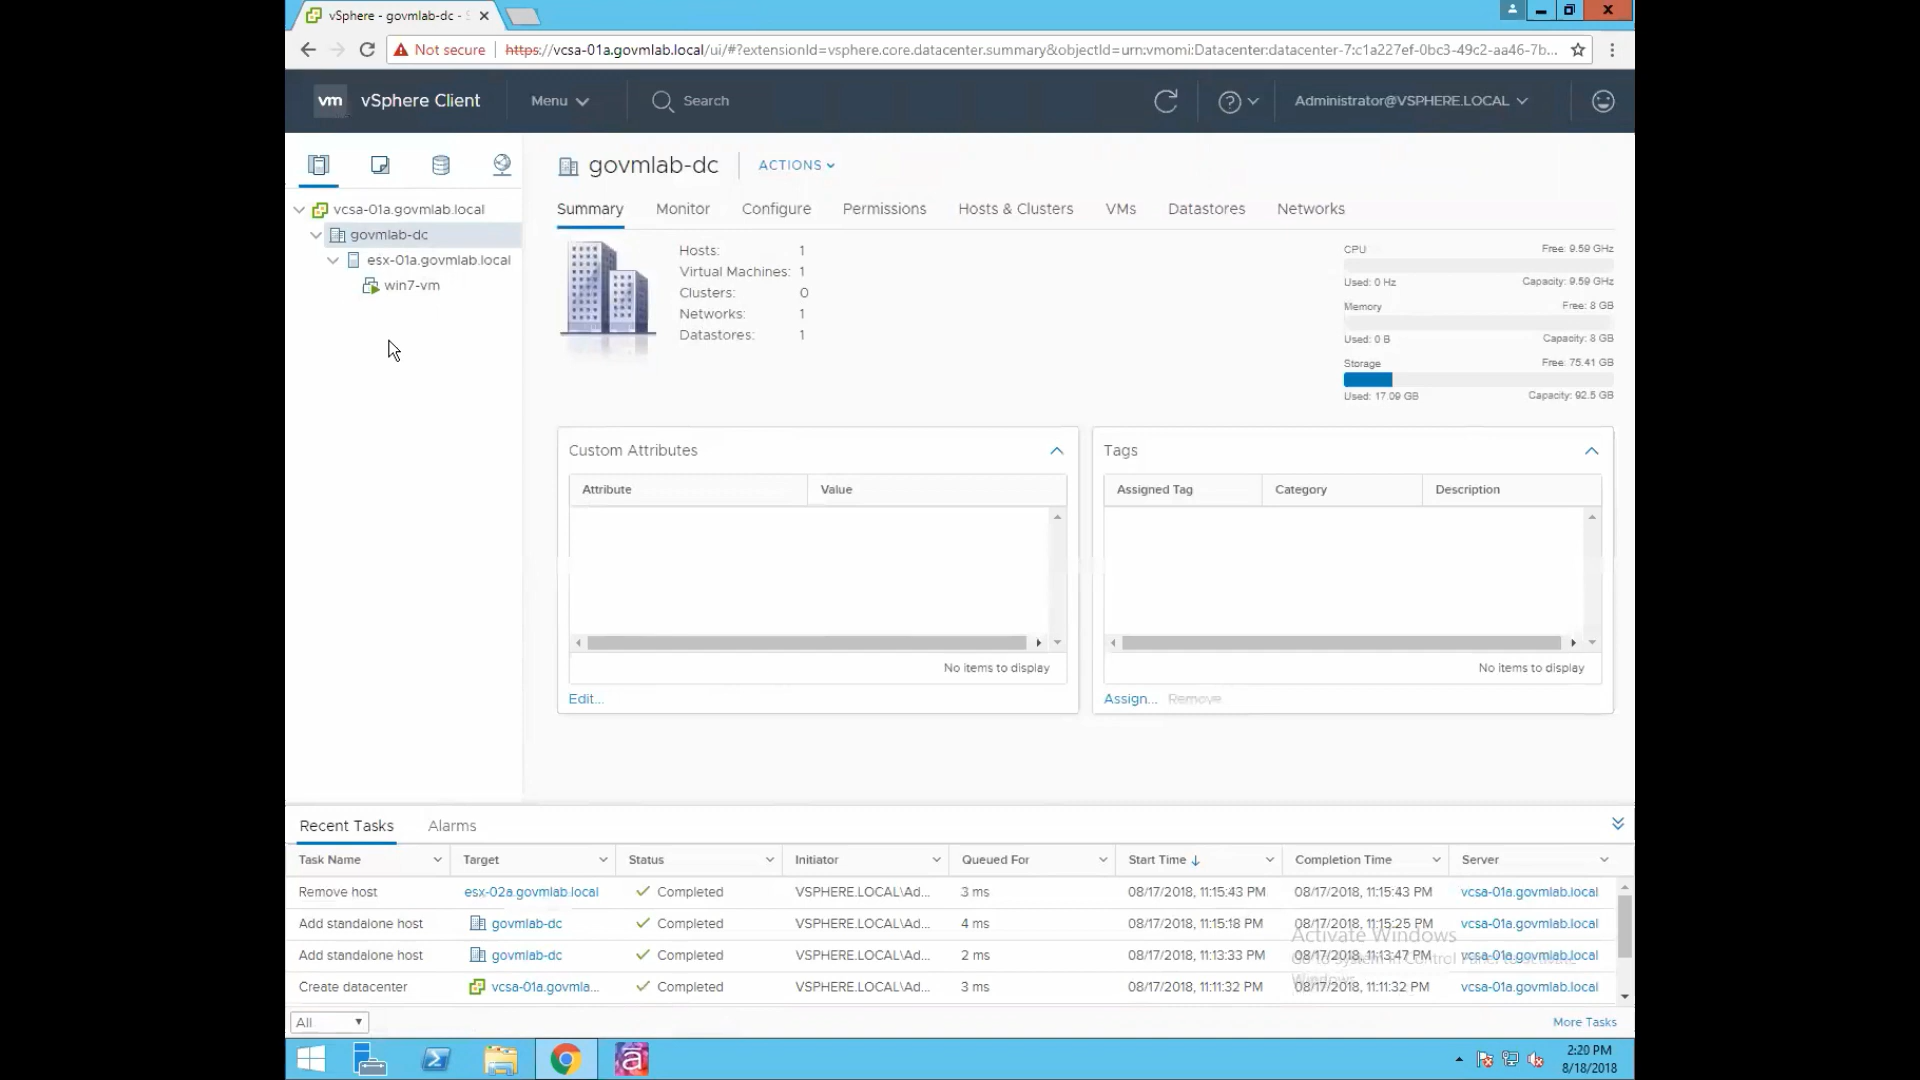 vSphere - govmlab-dc - S
Not secure
https://vcsa-01a.govmlab.local/ui/#?extensionId=vsphere.core.datacenter.summary&objectId=urn:vmomi:Datacenter:datacenter-7:c1a227ef-0bc3-49c2-aa46-7b...
vm vSphere Client Menu Search Administrator@VSPHERE.LOCAL
govmlab-dc ACTIONS
Summary Monitor Configure Permissions Hosts & Clusters VMs Datastores Networks
vcsa-01a.govmlab.local
govmlab-dc
esx-01a.govmlab.local
win7-vm
Hosts: 1
Virtual Machines: 1
Clusters: 0
Networks: 1
Datastores: 1
CPU Free: 9.59 GHz
Used: 0 Hz Capacity: 9.59 GHz
Memory Free: 8 GB
Used: 0 B Capacity: 8 GB
Storage Free: 75.41 GB
Used: 17.09 GB Capacity: 92.5 GB
Custom Attributes
Attribute Value
No items to display
Edit...
Tags
Assigned Tag Category Description
No items to display
Assign... Remove
Recent Tasks Alarms
Task Name Target Status Initiator Queued For Start Time Completion Time Server
Remove host esx-02a.govmlab.local Completed VSPHERE.LOCAL\Ad... 3 ms 08/17/2018, 11:15:43 PM 08/17/2018, 11:15:43 PM vcsa-01a.govmlab.local
Add standalone host govmlab-dc Completed VSPHERE.LOCAL\Ad... 4 ms 08/17/2018, 11:15:18 PM 08/17/2018, 11:15:25 PM vcsa-01a.govmlab.local
Add standalone host govmlab-dc Completed VSPHERE.LOCAL\Ad... 2 ms 08/17/2018, 11:13:33 PM 08/17/2018, 11:13:47 PM vcsa-01a.govmlab.local
Create datacenter vcsa-01a.govmla... Completed VSPHERE.LOCAL\Ad... 3 ms 08/17/2018, 11:11:32 PM 08/17/2018, 11:11:32 PM vcsa-01a.govmlab.local
Activate Windows
Go to System in Control Panel to activate
Windows.
All More Tasks
2:20 PM
8/18/2018